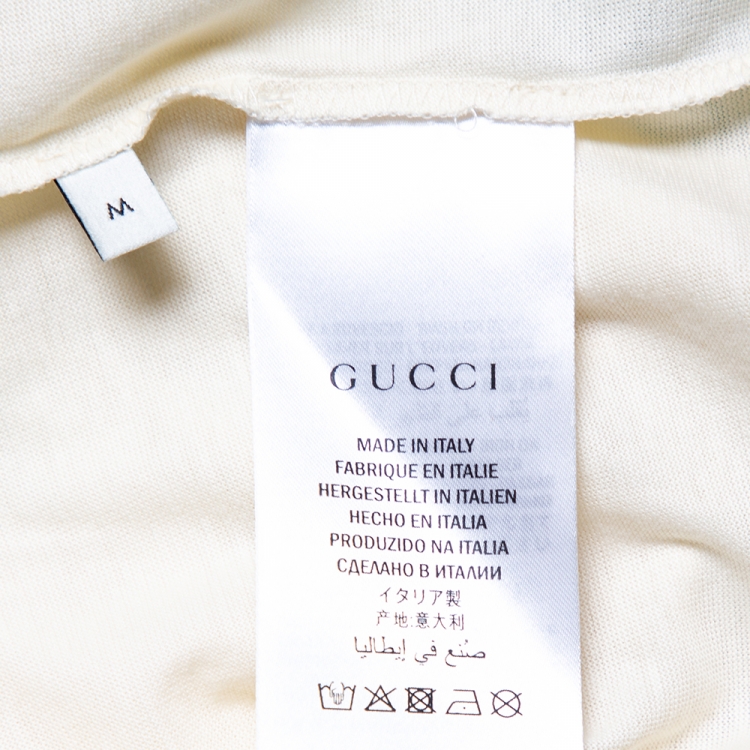 M
GUCCI
MADE IN ITALY
FABRIQUE EN ITALIE
HERGESTELLT IN ITALIEN
HECHO EN ITALIA
PRODUZIDO NA ITALIA
СДЕЛАНО В ИТАЛИИ
イタリア製
产地:意大利
صُنع في إيطاليا